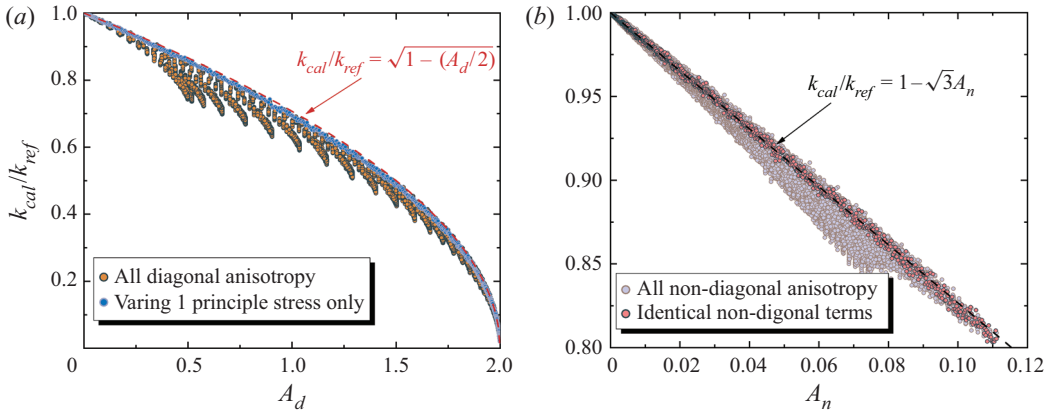 (a)
1.0
0.8
0.6
0.4
0.2
k_cal/k_ref
k_cal/k_ref = √1 – (A_d/2)
All diagonal anisotropy
Varing 1 principle stress only
0 0.5 1.0 1.5 2.0
A_d
(b)
1.00
0.95
0.90
0.85
0.80
k_cal/k_ref = 1–√3A_n
All non-diagonal anisotropy
Identical non-digonal terms
0 0.02 0.04 0.06 0.08 0.10 0.12
A_n